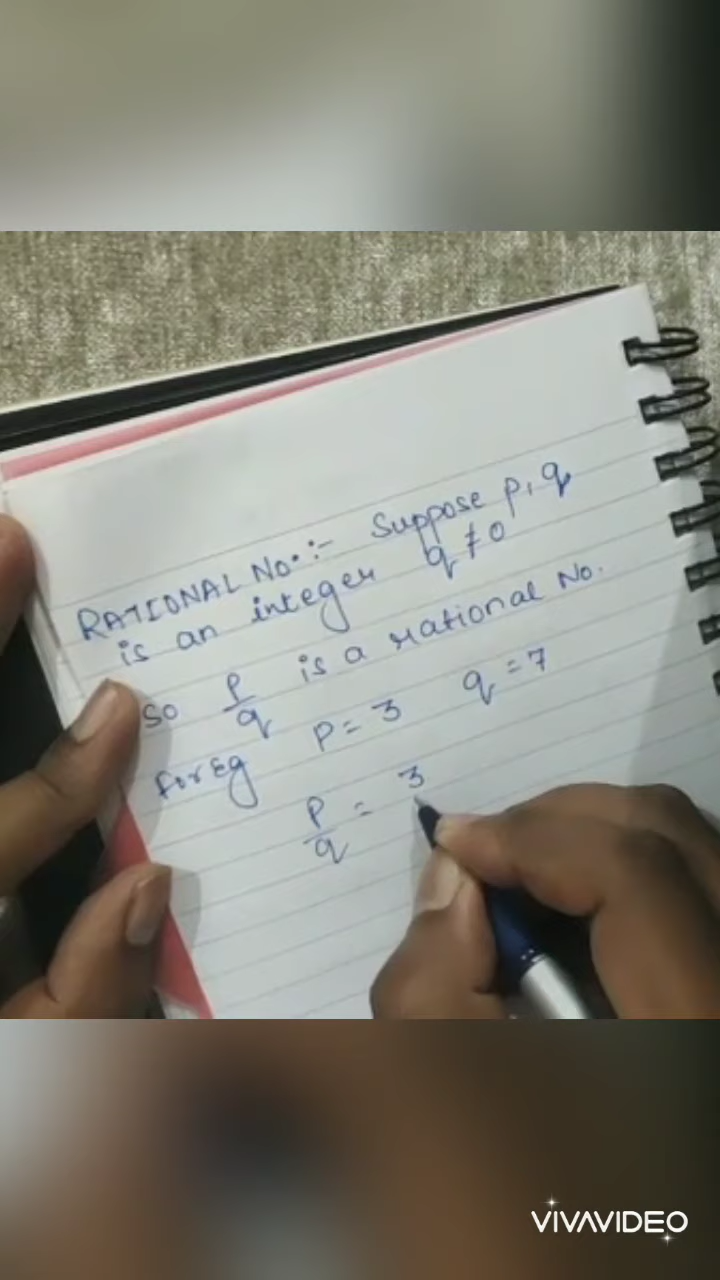 RATIONAL No. :- Suppose p, q
is an integer q ≠ 0
So p/q is a rational No.
for Eg p = 3 q = 7
p/q = 3
VIVAVIDEO